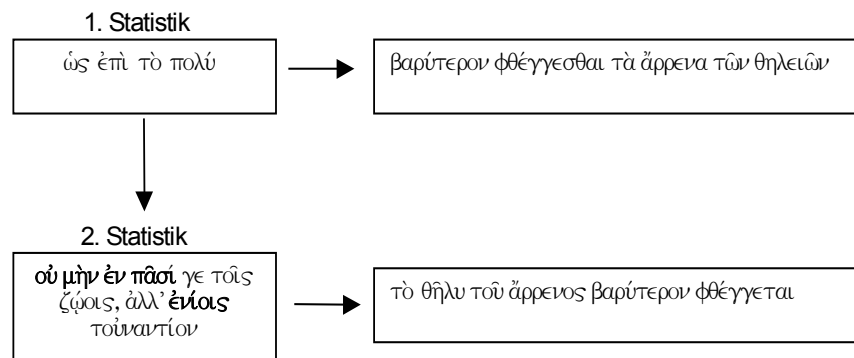 1. Statistik
ὡς ἐπὶ τὸ πολύ
βαρύτερον φθέγγεσθαι τὰ ἄρρενα τῶν θηλειῶν
2. Statistik
οὐ μὴν ἐν πᾶσί γε τοῖς
ζῴοις, ἀλλ’ ἐνίοις
τοὐναντίον
τὸ θῆλυ τοῦ ἄρρενος βαρύτερον φθέγγεται